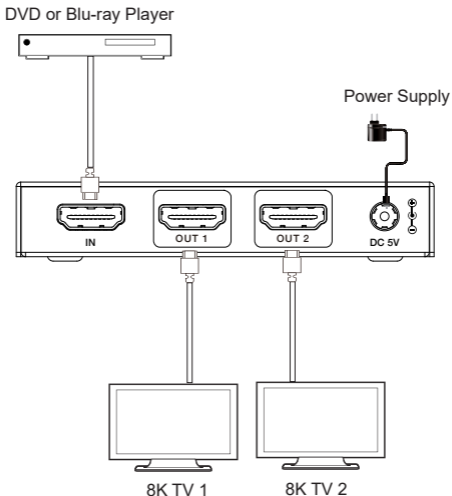 DVD or Blu-ray Player
Power Supply
IN
OUT 1
OUT 2
DC 5V
8K TV 1
8K TV 2